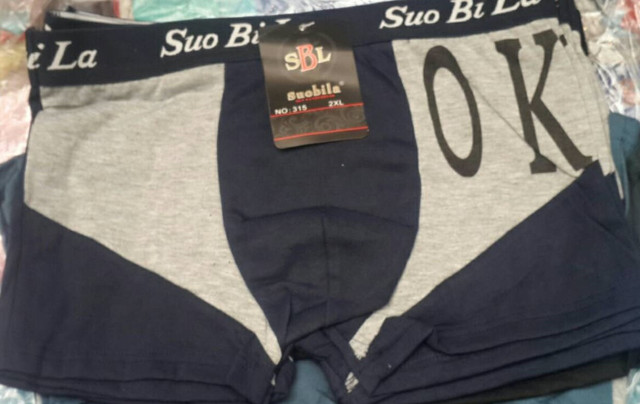 i La
Suo Bi L
Suo Bi La
SBL
Suobila
NO: 315 2XL
OK